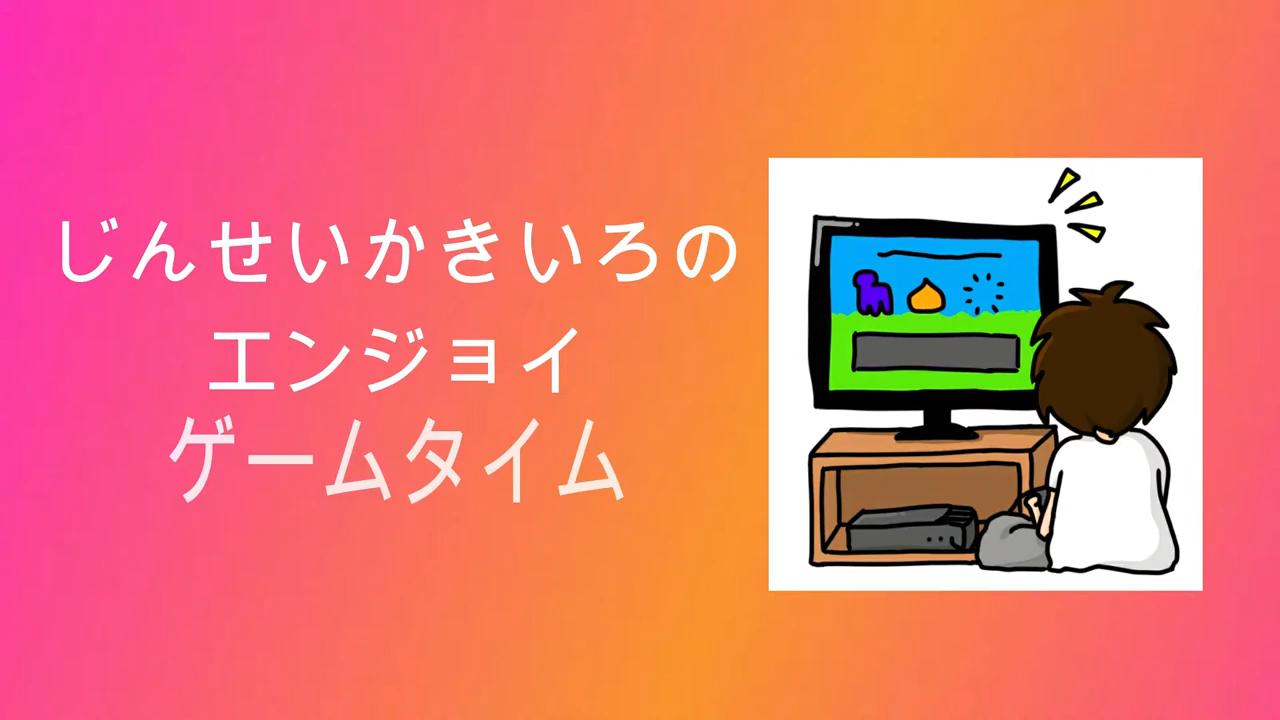 じんせいかきいろの
エンジョイ
ゲームタイム